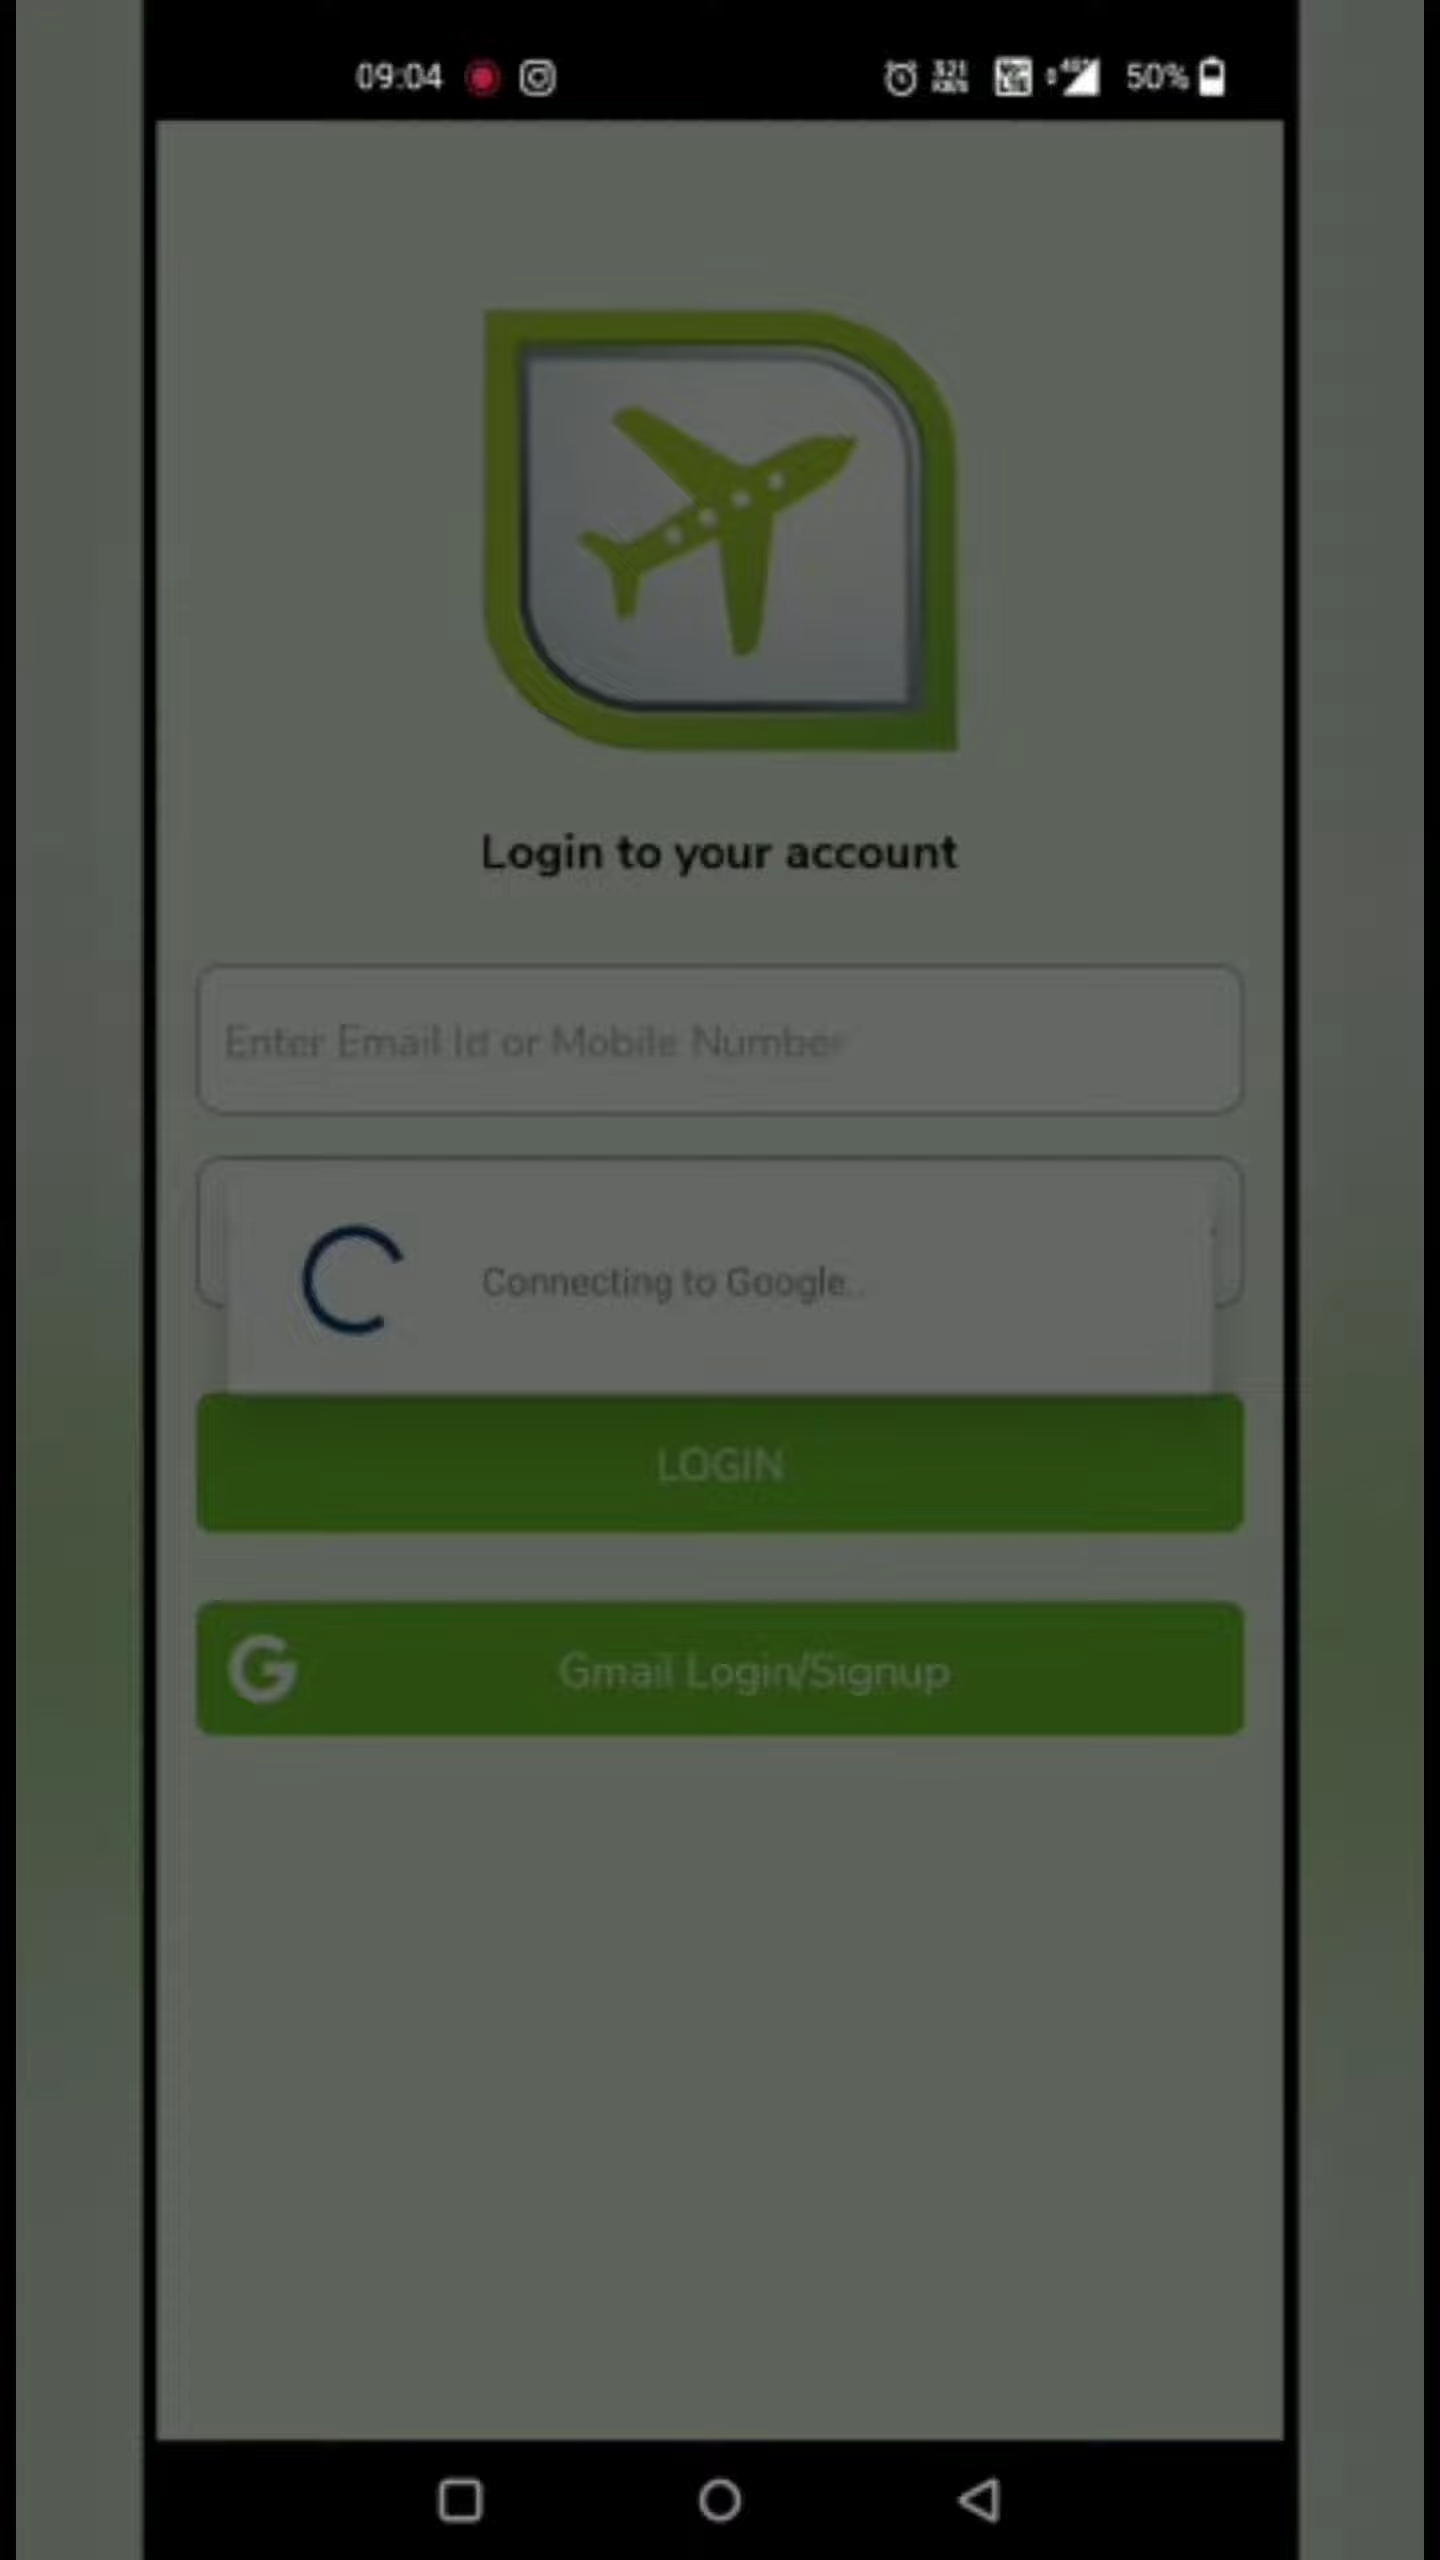 09:04 50%
Login to your account
Enter Email Id or Mobile Number
Connecting to Google..
LOGIN
G Gmail Login/Signup